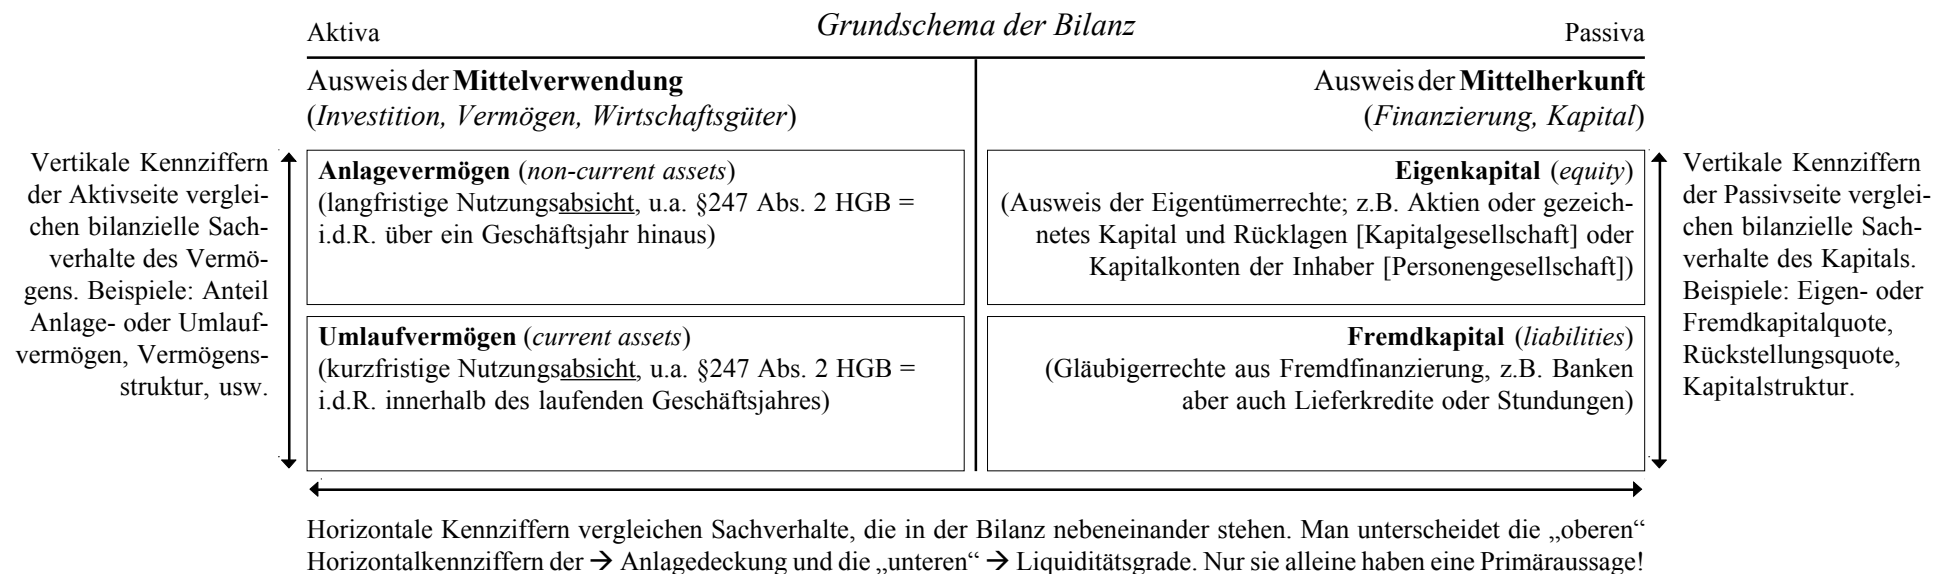 Grundschema der Bilanz
Aktiva
Passiva
Ausweis der Mittelverwendung
(Investition, Vermögen, Wirtschaftsgüter)
Ausweis der Mittelherkunft
(Finanzierung, Kapital)
Vertikale Kennziffern
der Aktivseite verglei-
chen bilanzielle Sach-
verhalte des Vermö-
gens. Beispiele: Anteil
Anlage- oder Umlauf-
vermögen, Vermögens-
struktur, usw.
Anlagevermögen (non-current assets)
(langfristige Nutzungsabsicht, u.a. §247 Abs. 2 HGB =
i.d.R. über ein Geschäftsjahr hinaus)
Umlaufvermögen (current assets)
(kurzfristige Nutzungsabsicht, u.a. §247 Abs. 2 HGB =
i.d.R. innerhalb des laufenden Geschäftsjahres)
Eigenkapital (equity)
(Ausweis der Eigentümerrechte; z.B. Aktien oder gezeich-
netes Kapital und Rücklagen [Kapitalgesellschaft] oder
Kapitalkonten der Inhaber [Personengesellschaft])
Fremdkapital (liabilities)
(Gläubigerrechte aus Fremdfinanzierung, z.B. Banken
aber auch Lieferkredite oder Stundungen)
Vertikale Kennziffern
der Passivseite verglei-
chen bilanzielle Sach-
verhalte des Kapitals.
Beispiele: Eigen- oder
Fremdkapitalquote,
Rückstellungsquote,
Kapitalstruktur.
Horizontale Kennziffern vergleichen Sachverhalte, die in der Bilanz nebeneinander stehen. Man unterscheidet die „oberen“
Horizontalkennziffern der → Anlagedeckung und die „unteren“ → Liquiditätsgrade. Nur sie alleine haben eine Primäraussage!